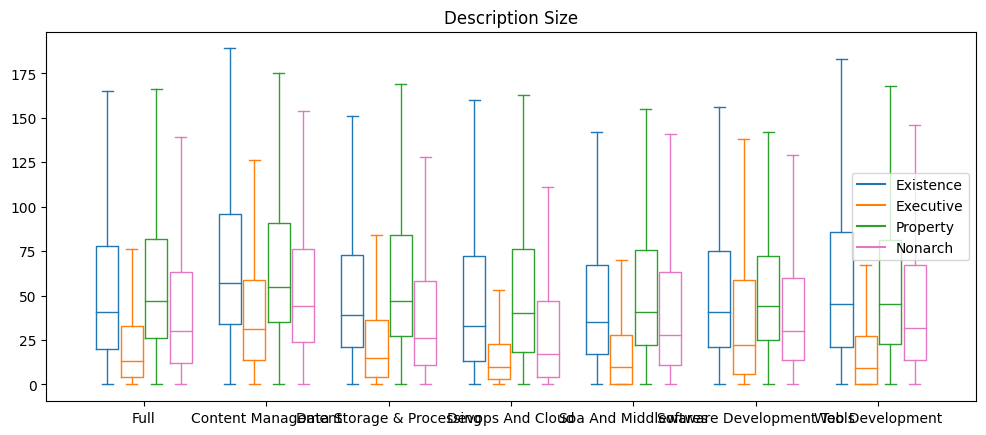 Description Size
175
150
125
100
75
50
25
0
Existence
Executive
Property
Nonarch
Full
Content Management
Data Storage & Processing
Devops And Cloud
Soa And Middlewares
Software Development Tools
Web Development